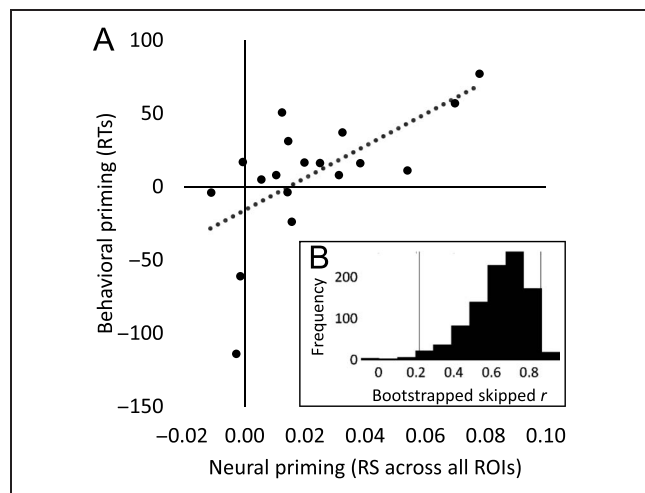 A
100
50
0
−50
−100
−150
Behavioral priming (RTs)
B
200
100
0
Frequency
0 0.2 0.4 0.6 0.8
Bootstrapped skipped r
−0.02 0.00 0.02 0.04 0.06 0.08 0.10
Neural priming (RS across all ROIs)